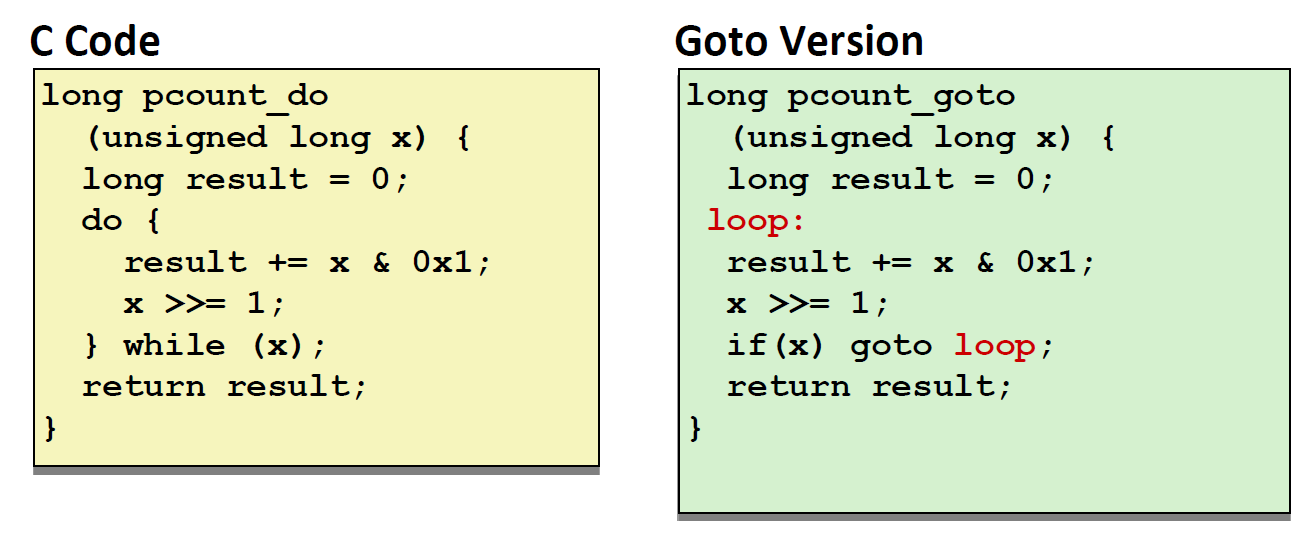 C Code
long pcount_do
(unsigned long x) {
long result = 0;
do {
result += x & 0x1;
x >>= 1;
} while (x);
return result;
}
Goto Version
long pcount_goto
(unsigned long x) {
long result = 0;
loop:
result += x & 0x1;
x >>= 1;
if(x) goto loop;
return result;
}